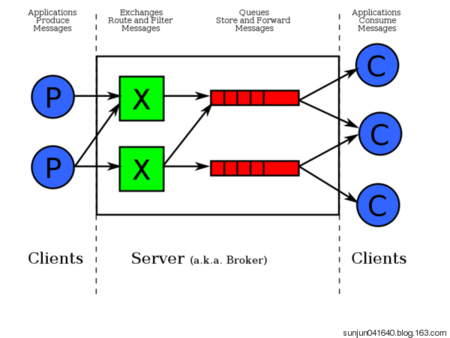 Applications
Produce
Messages
Exchanges
Route and Filter
Messages
Queues
Store and Forward
Messages
Applications
Consume
Messages
P
X
C
P
X
C
C
Clients
Server (a.k.a. Broker)
Clients
sunjun041640.blog.163.com